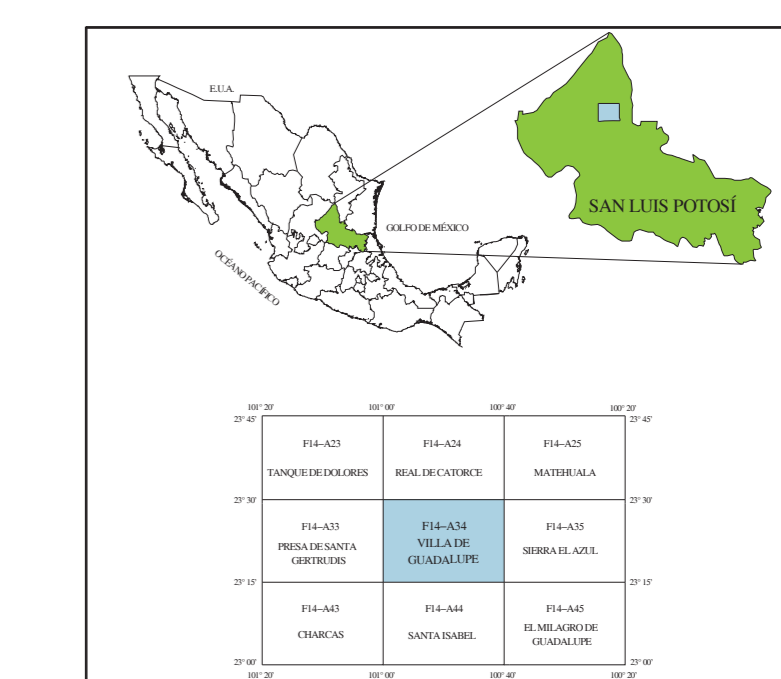 E.U.A.
SAN LUIS POTOSÍ
GOLFO DE MÉXICO
OCÉANO PACÍFICO
101° 20'
101° 00'
100° 40'
100° 20'
23° 45'
23° 45'
F14–A23
F14–A24
F14–A25
TANQUE DE DOLORES
REAL DE CATORCE
MATEHUALA
23° 30'
23° 30'
F14–A33
F14–A34
F14–A35
PRESA DE SANTA
GERTRUDIS
VILLA DE
GUADALUPE
SIERRA EL AZUL
23° 15'
23° 15'
F14–A43
F14–A44
F14–A45
CHARCAS
SANTA ISABEL
EL MILAGRO DE
GUADALUPE
23° 00'
23° 00'
101° 20'
101° 00'
100° 40'
100° 20'